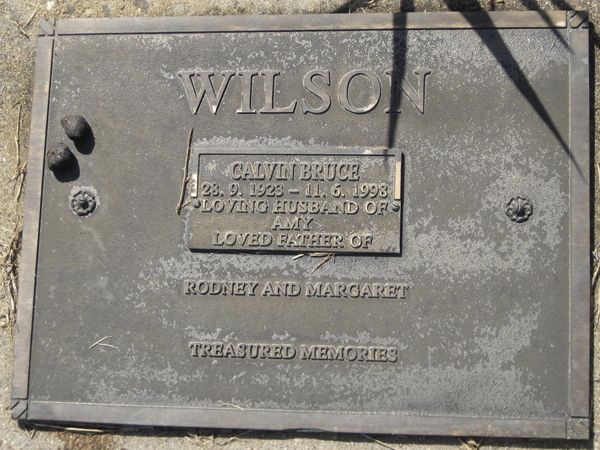 WILSON
CALVIN BRUCE
28. 9. 1923 – 11. 6. 1998
LOVING HUSBAND OF
AMY
LOVED FATHER OF
RODNEY AND MARGARET
TREASURED MEMORIES